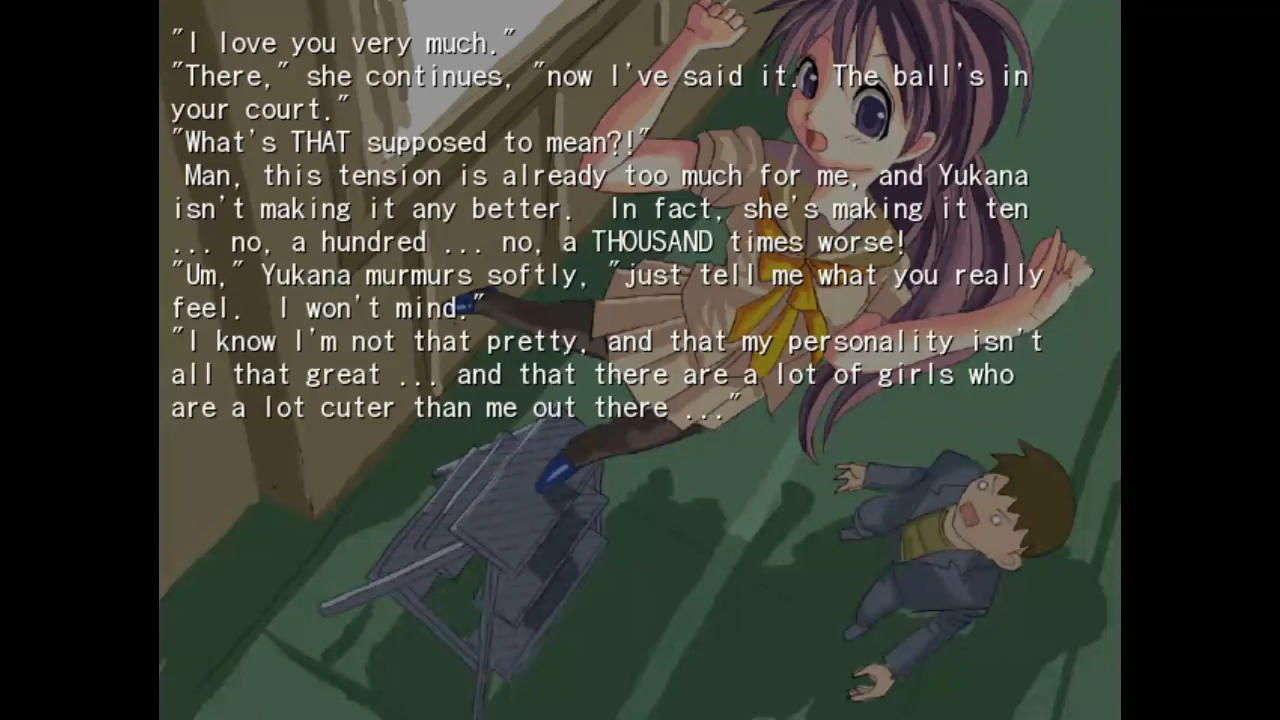 "I love you very much."
"There," she continues, "now I've said it.  The ball's in
your court."
"What's THAT supposed to mean?!"
 Man, this tension is already too much for me, and Yukana
isn't making it any better.  In fact, she's making it ten
... no, a hundred ... no, a THOUSAND times worse!
"Um," Yukana murmurs softly, "just tell me what you really
feel.  I won't mind."
"I know I'm not that pretty, and that my personality isn't
all that great ... and that there are a lot of girls who
are a lot cuter than me out there ..."